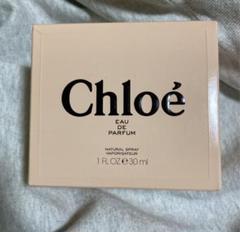 Chloé
EAU
DE
PARFUM
NATURAL SPRAY
VAPORISATEUR
1 FL.OZ℮30 ml